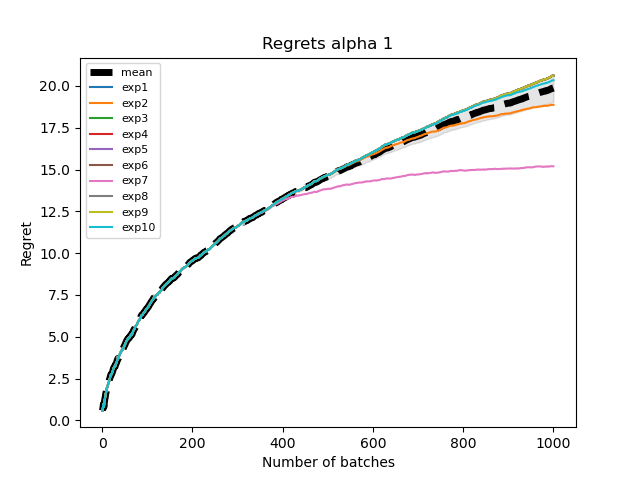 Regrets alpha 1
mean
exp1
exp2
exp3
exp4
exp5
exp6
exp7
exp8
exp9
exp10
20.0
17.5
15.0
12.5
10.0
7.5
5.0
2.5
0.0
Regret
0 200 400 600 800 1000
Number of batches